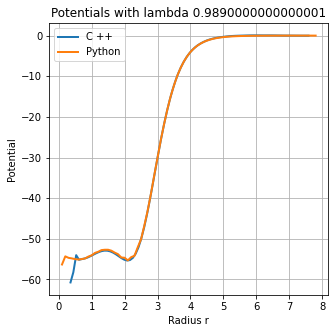 Potentials with lambda 0.9890000000000001
C ++
Python
0
−10
−20
−30
−40
−50
−60
Potential
0 1 2 3 4 5 6 7 8
Radius r